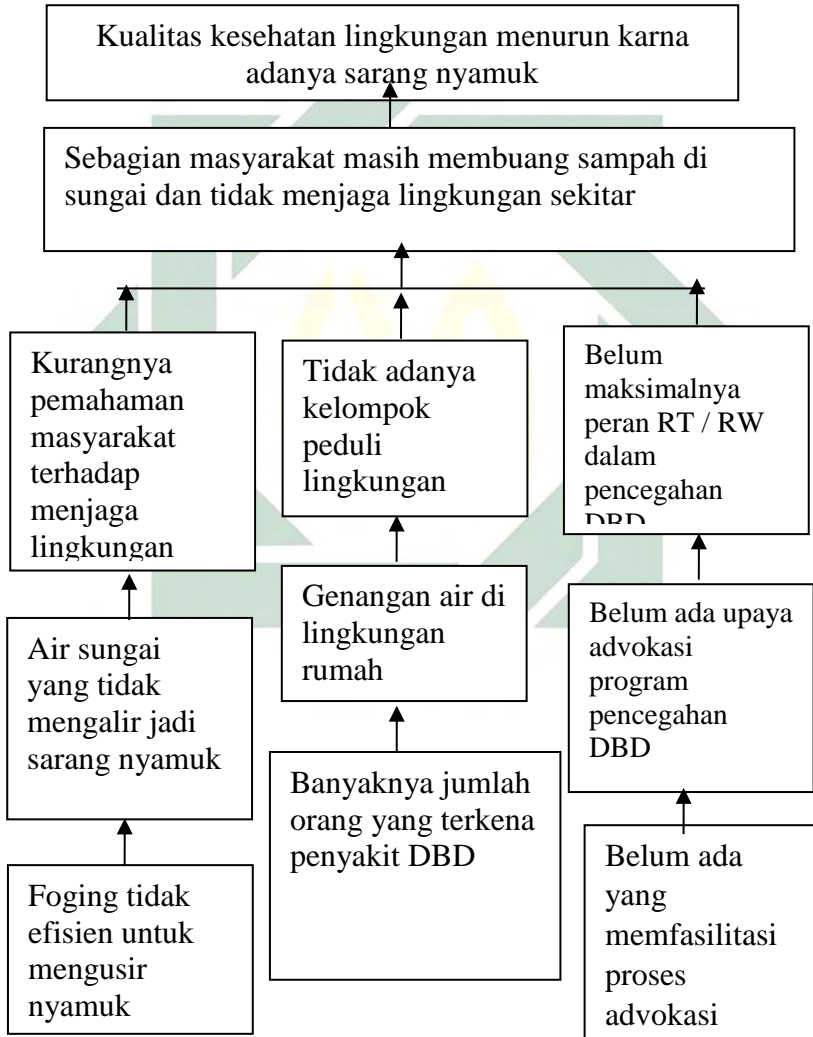 Kualitas kesehatan lingkungan menurun karna
adanya sarang nyamuk
Sebagian masyarakat masih membuang sampah di
sungai dan tidak menjaga lingkungan sekitar
Kurangnya
pemahaman
masyarakat
terhadap
menjaga
lingkungan
Tidak adanya
kelompok
peduli
lingkungan
Belum
maksimalnya
peran RT / RW
dalam
pencegahan
DBD
Air sungai
yang tidak
mengalir jadi
sarang nyamuk
Genangan air di
lingkungan
rumah
Belum ada upaya
advokasi
program
pencegahan
DBD
Foging tidak
efisien untuk
mengusir
nyamuk
Banyaknya jumlah
orang yang terkena
penyakit DBD
Belum ada
yang
memfasilitasi
proses
advokasi